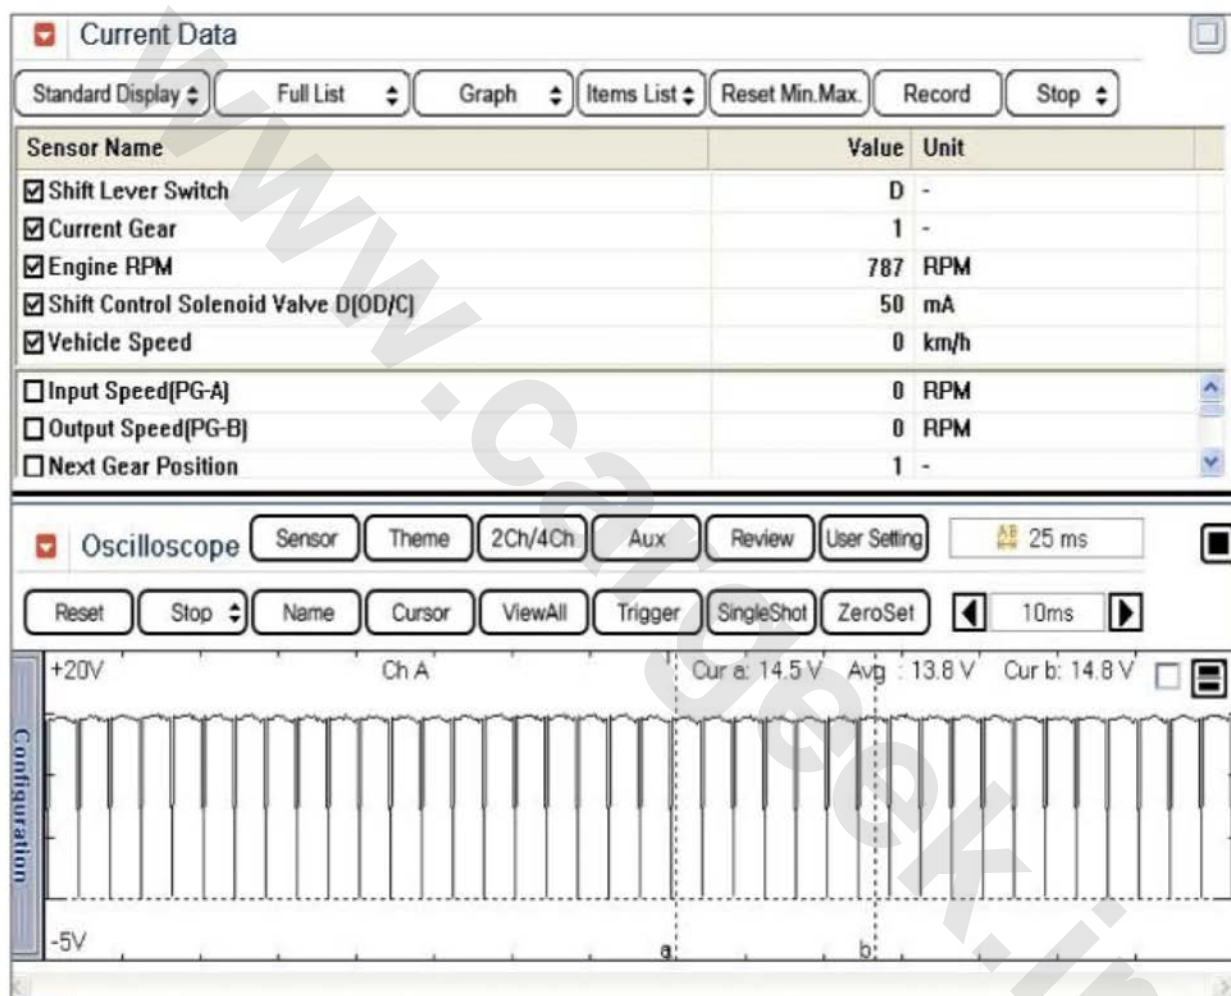 Current Data
Standard Display Full List Graph Items List Reset Min.Max. Record Stop
Sensor Name Value Unit
Shift Lever Switch D -
Current Gear 1 -
Engine RPM 787 RPM
Shift Control Solenoid Valve D(OD/C) 50 mA
Vehicle Speed 0 km/h
Input Speed(PG-A) 0 RPM
Output Speed(PG-B) 0 RPM
Next Gear Position 1 -
Oscilloscope Sensor Theme 2Ch/4Ch Aux Review User Setting AB 25 ms
Reset Stop Name Cursor ViewAll Trigger SingleShot ZeroSet 10ms
+20V Ch A Cur a: 14.5 V Avg : 13.8 V Cur b: 14.8 V
Configuration
-5V a b
www.cargeek.ir